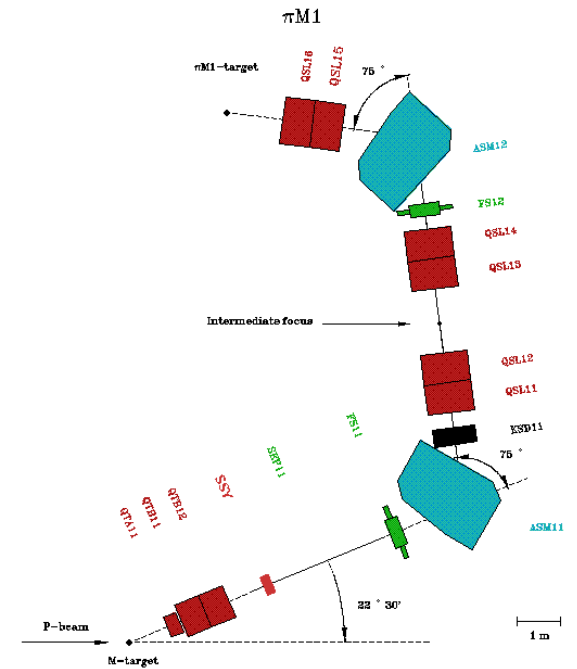 πM1
πM1-target
QSL16
QSL15
75 °
ASM12
FS12
QSL14
QSL13
Intermediate focus
QSL12
QSL11
KSD11
75 °
ASM11
FS11
SEP11
SSY
QTB12
QTB11
QTA11
22 ° 30'
P-beam
M-target
1 m